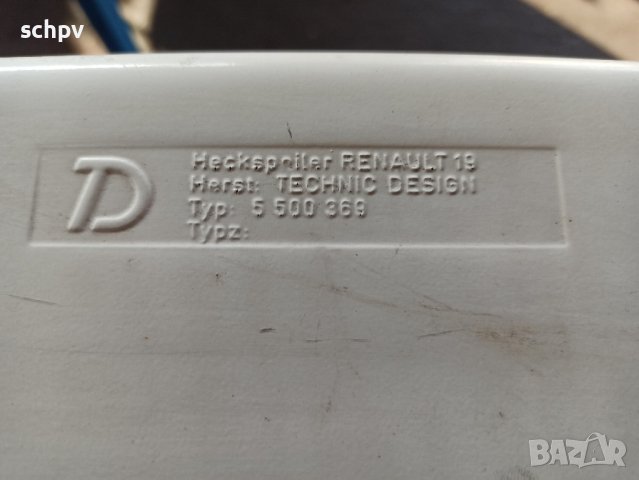 schpv
TD
Heckspoiler RENAULT 19
Herst: TECHNIC DESIGN
Typ: 5 500 369
Typz:
BAZAR